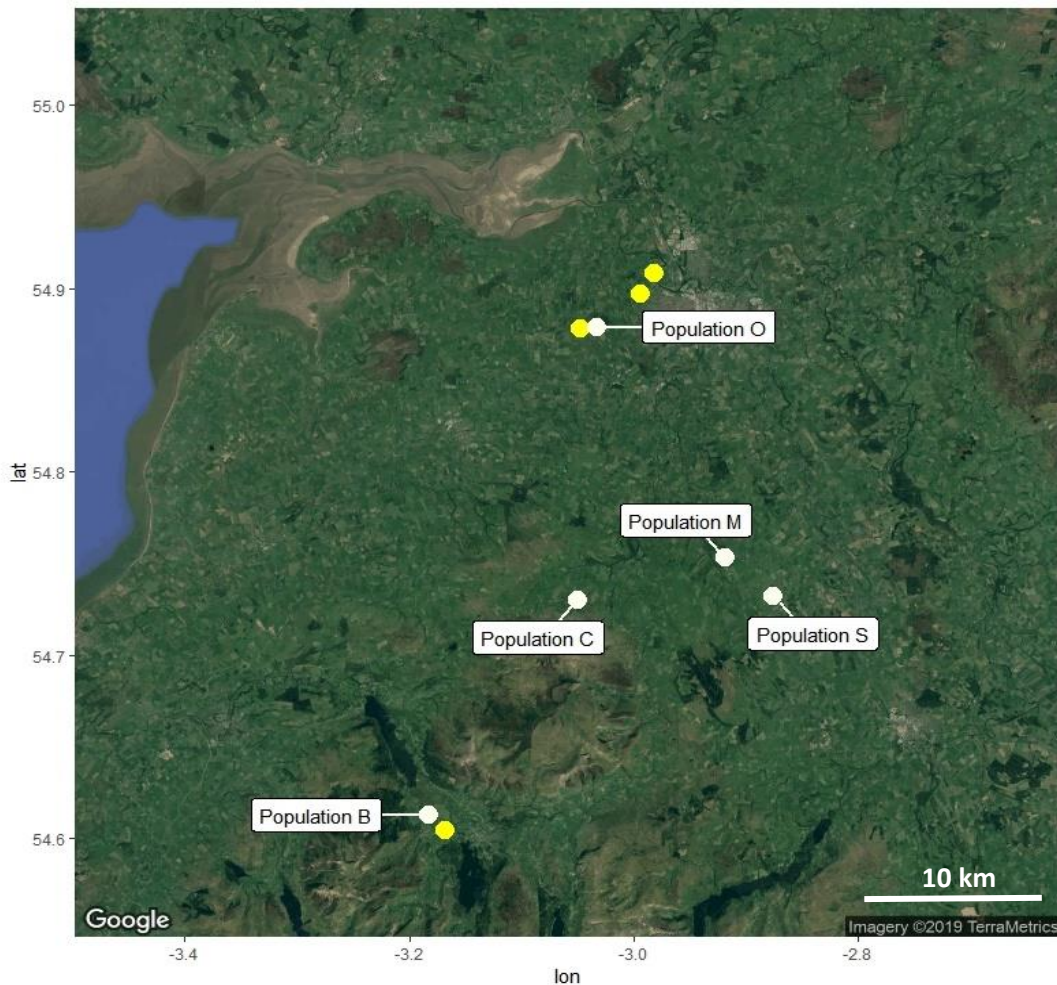 55.0
54.9
Population O
lat
54.8
Population M
Population C
Population S
54.7
Population B
54.6
10 km
Google
Imagery ©2019 TerraMetrics
-3.4
-3.2
-3.0
-2.8
lon